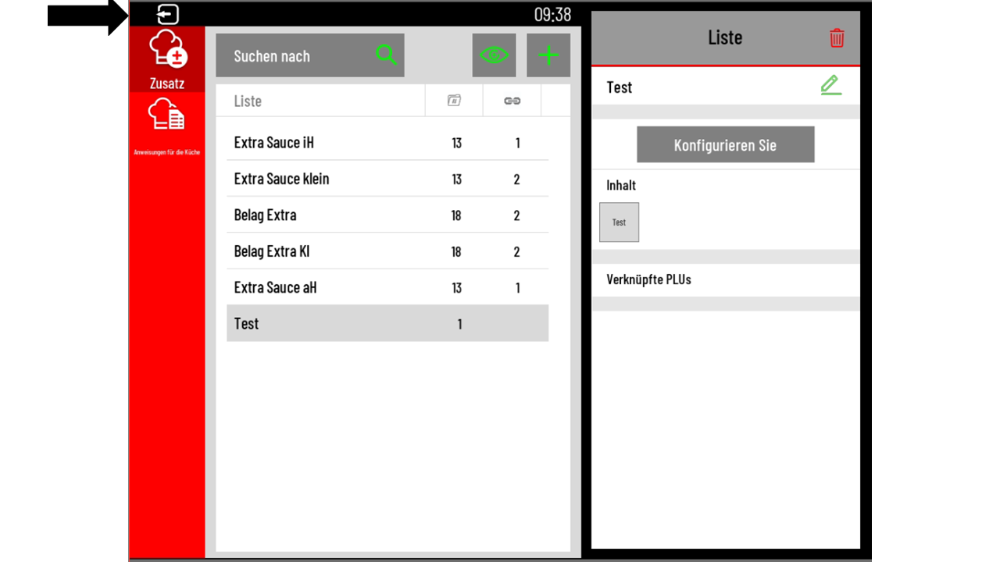 09:38
Zusatz
Anweisungen für die Küche
Suchen nach
Liste #
Extra Sauce iH 13 1
Extra Sauce klein 13 2
Belag Extra 18 2
Belag Extra Kl 18 2
Extra Sauce aH 13 1
Test 1
Liste
Test
Konfigurieren Sie
Inhalt
Test
Verknüpfte PLUs